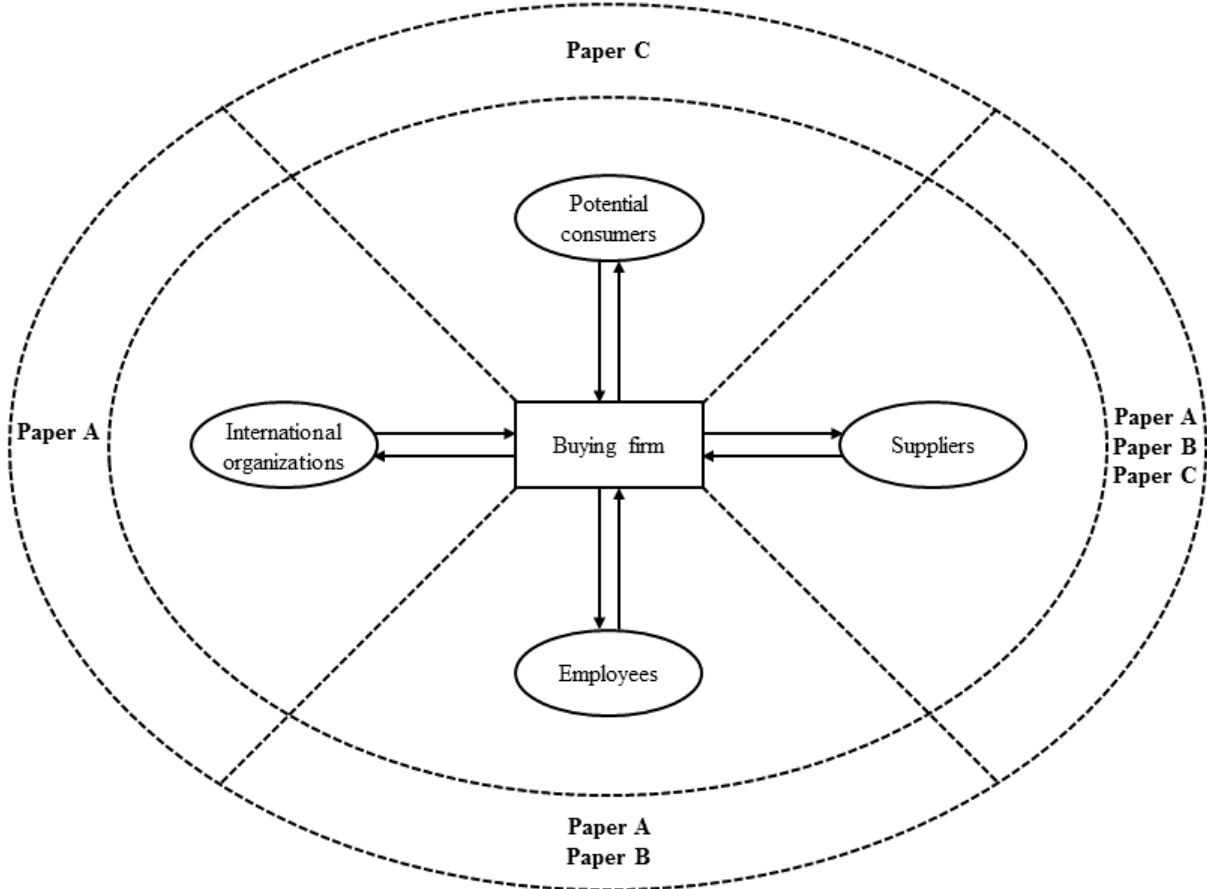 Paper C
Potential
consumers
Paper A
International
organizations
Buying firm
Suppliers
Paper A
Paper B
Paper C
Employees
Paper A
Paper B